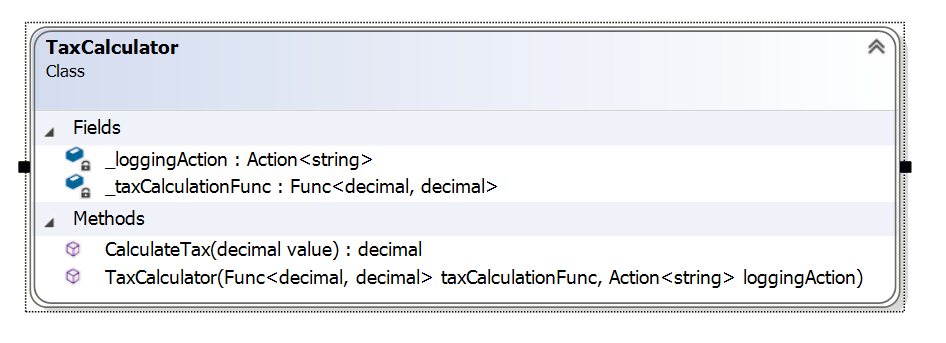 TaxCalculator
Class
Fields
_loggingAction : Action<string>
_taxCalculationFunc : Func<decimal, decimal>
Methods
CalculateTax(decimal value) : decimal
TaxCalculator(Func<decimal, decimal> taxCalculationFunc, Action<string> loggingAction)